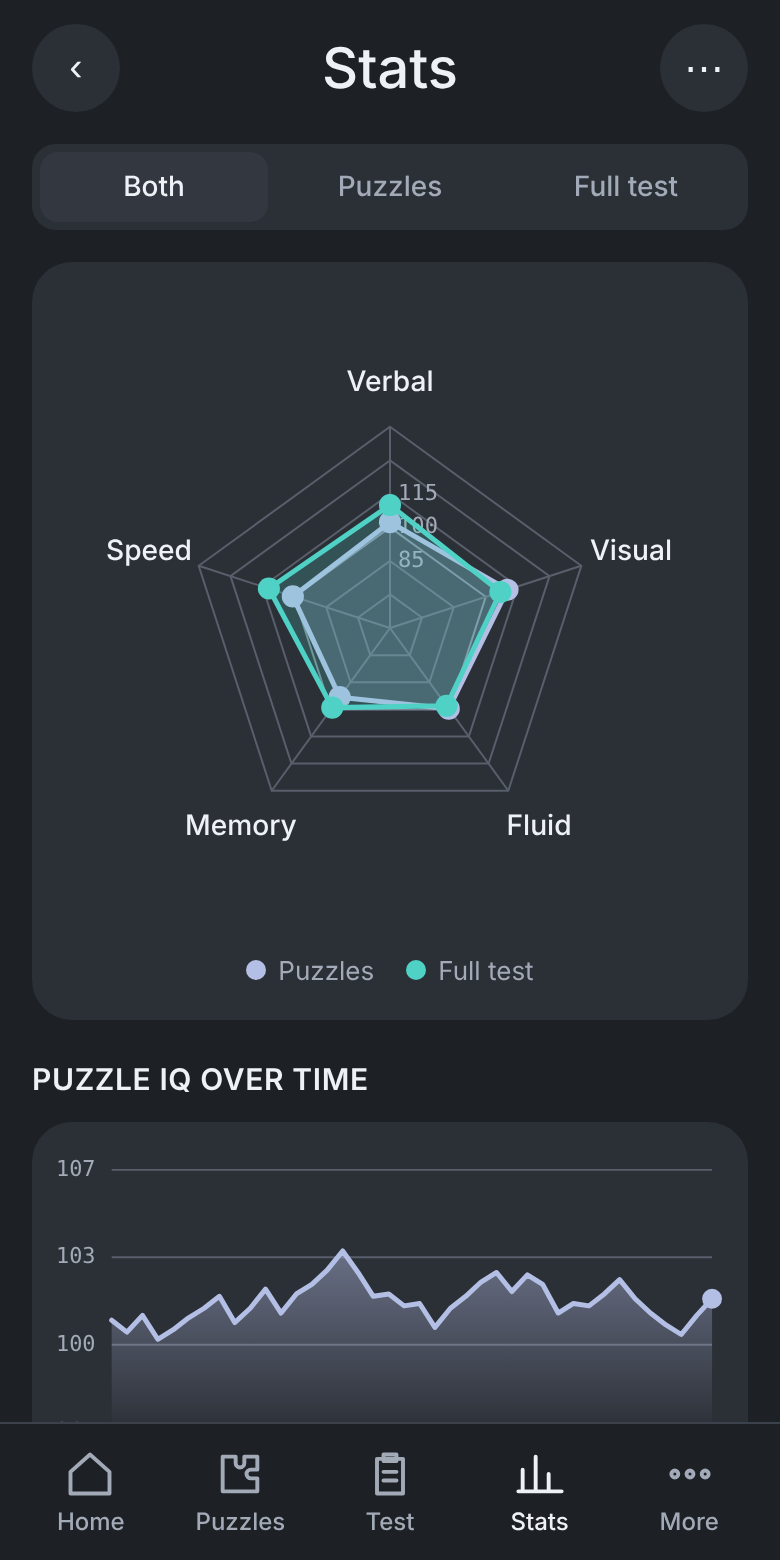 ‹ Stats ...
Both Puzzles Full test
Verbal
115
100
85
Speed Visual
Memory Fluid
Puzzles Full test
PUZZLE IQ OVER TIME
107
103
100
Home Puzzles Test Stats More